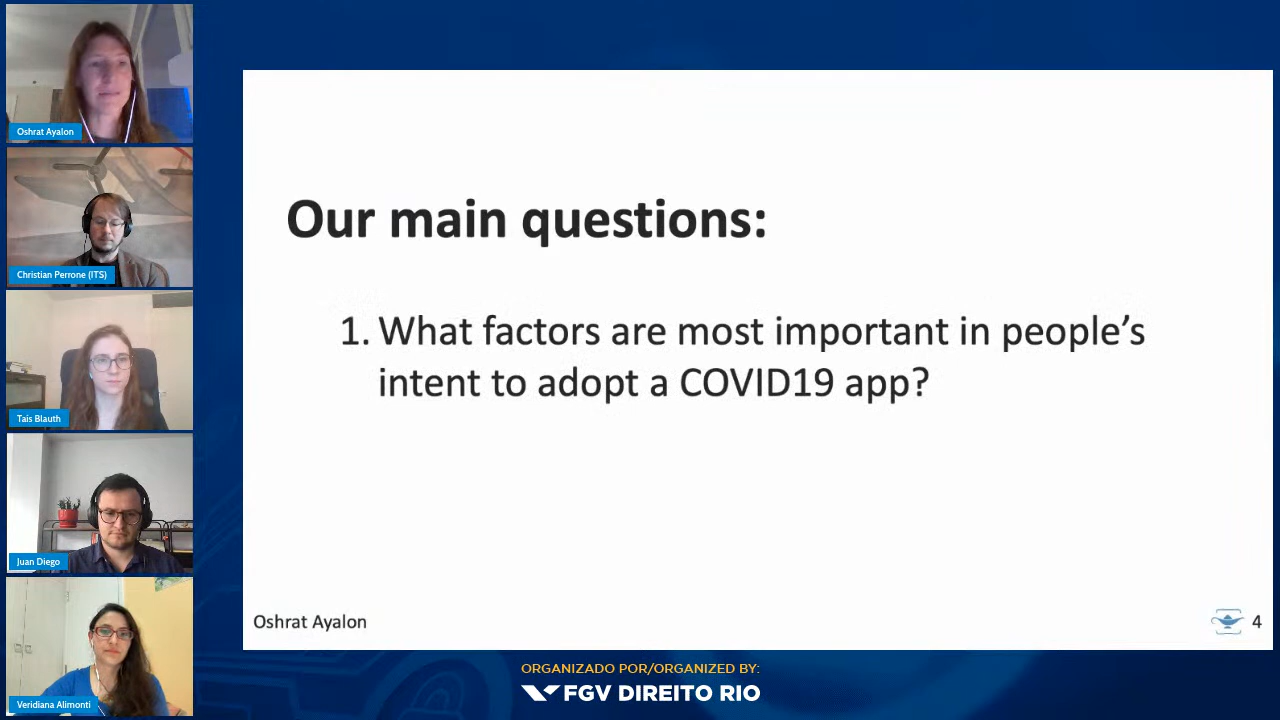 Oshrat Ayalon
Christian Perrone (ITS)
Tais Blauth
Juan Diego
Veridiana Alimonti
Our main questions:
1. What factors are most important in people’s
intent to adopt a COVID19 app?
Oshrat Ayalon
4
ORGANIZADO POR/ORGANIZED BY:
FGV DIREITO RIO